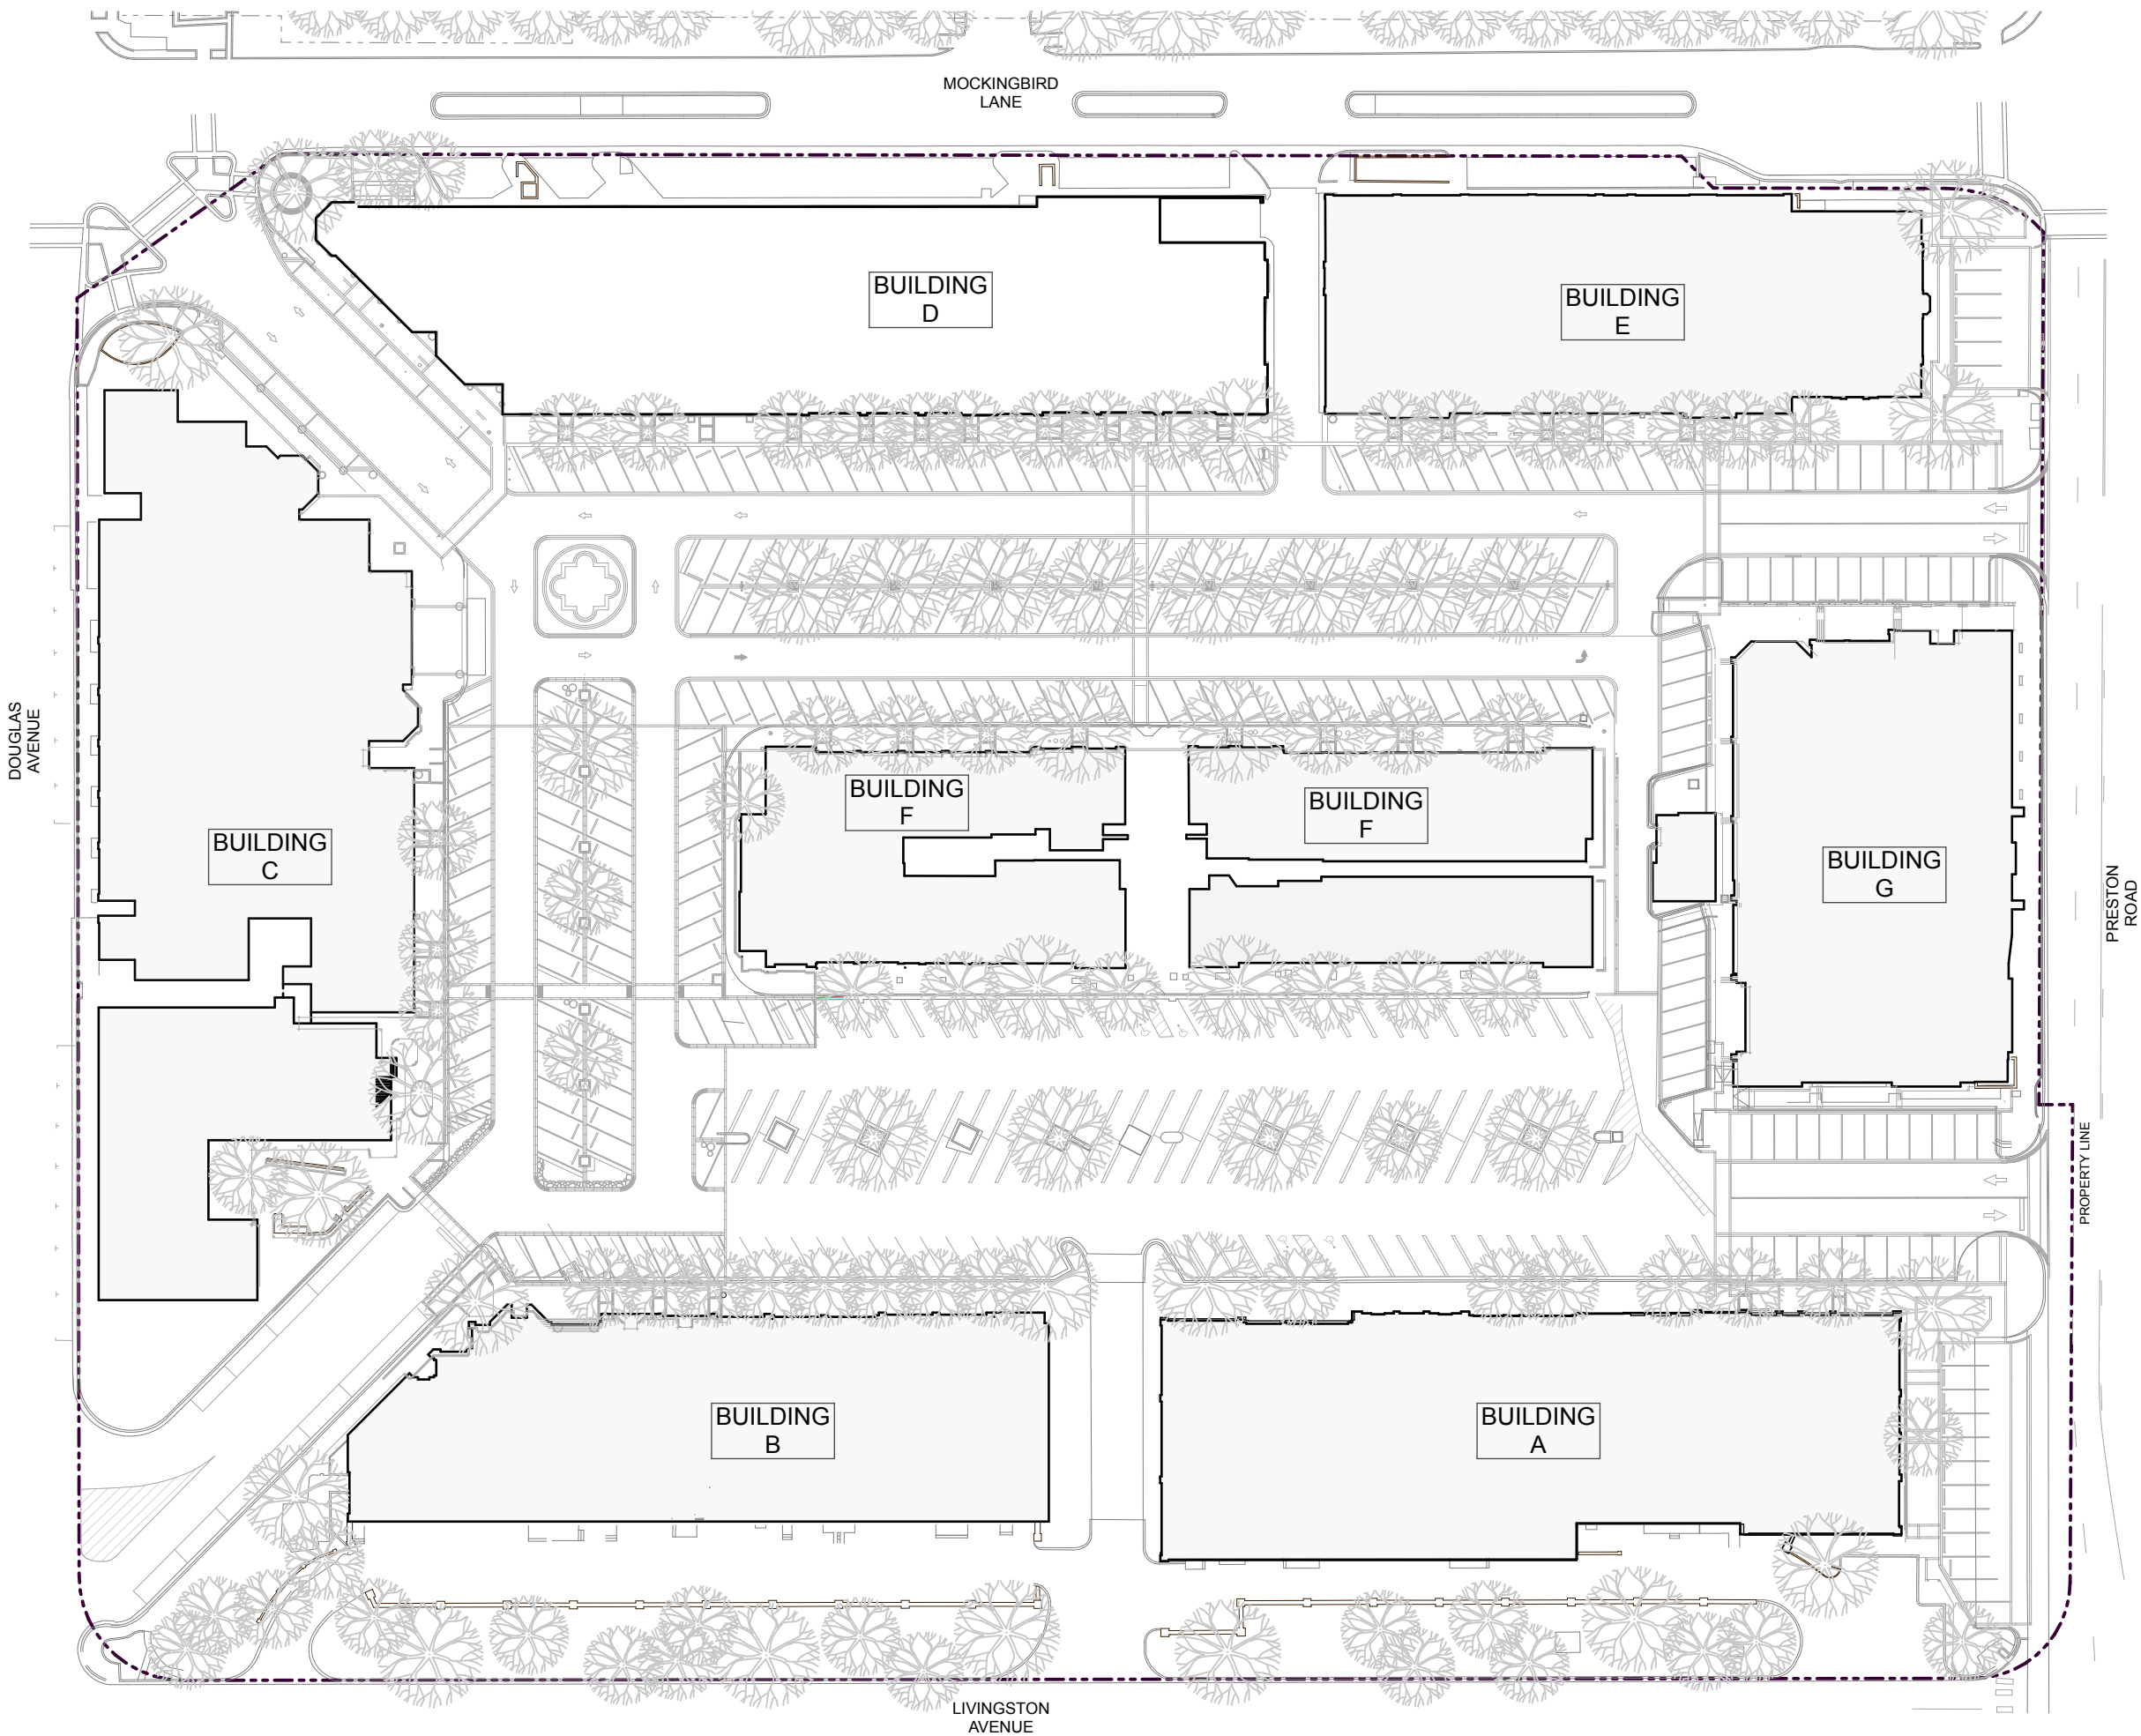 MOCKINGBIRD
LANE
BUILDING
D
BUILDING
E
DOUGLAS
AVENUE
BUILDING
C
BUILDING
F
BUILDING
F
BUILDING
G
PRESTON
ROAD
PROPERTY LINE
BUILDING
B
BUILDING
A
LIVINGSTON
AVENUE